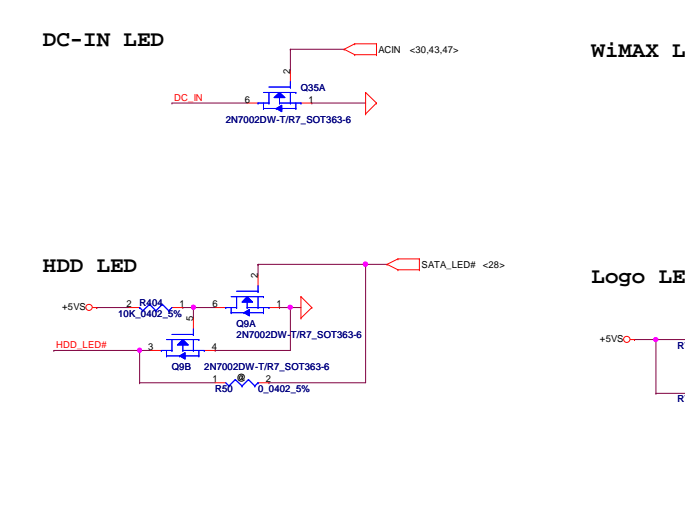 DC-IN LED
WiMAX L
ACIN <30,43,47>
2
Q35A
DC_IN
6
1
2N7002DW-T/R7_SOT363-6
HDD LED
SATA_LED# <28>
2
Logo LE
+5VS
2
R404
1
6
1
10K_0402_5%
5
Q9A
2N7002DW-T/R7_SOT363-6
+5VS
HDD_LED#
3
4
R
Q9B
2N7002DW-T/R7_SOT363-6
1
@
2
R50
0_0402_5%
R